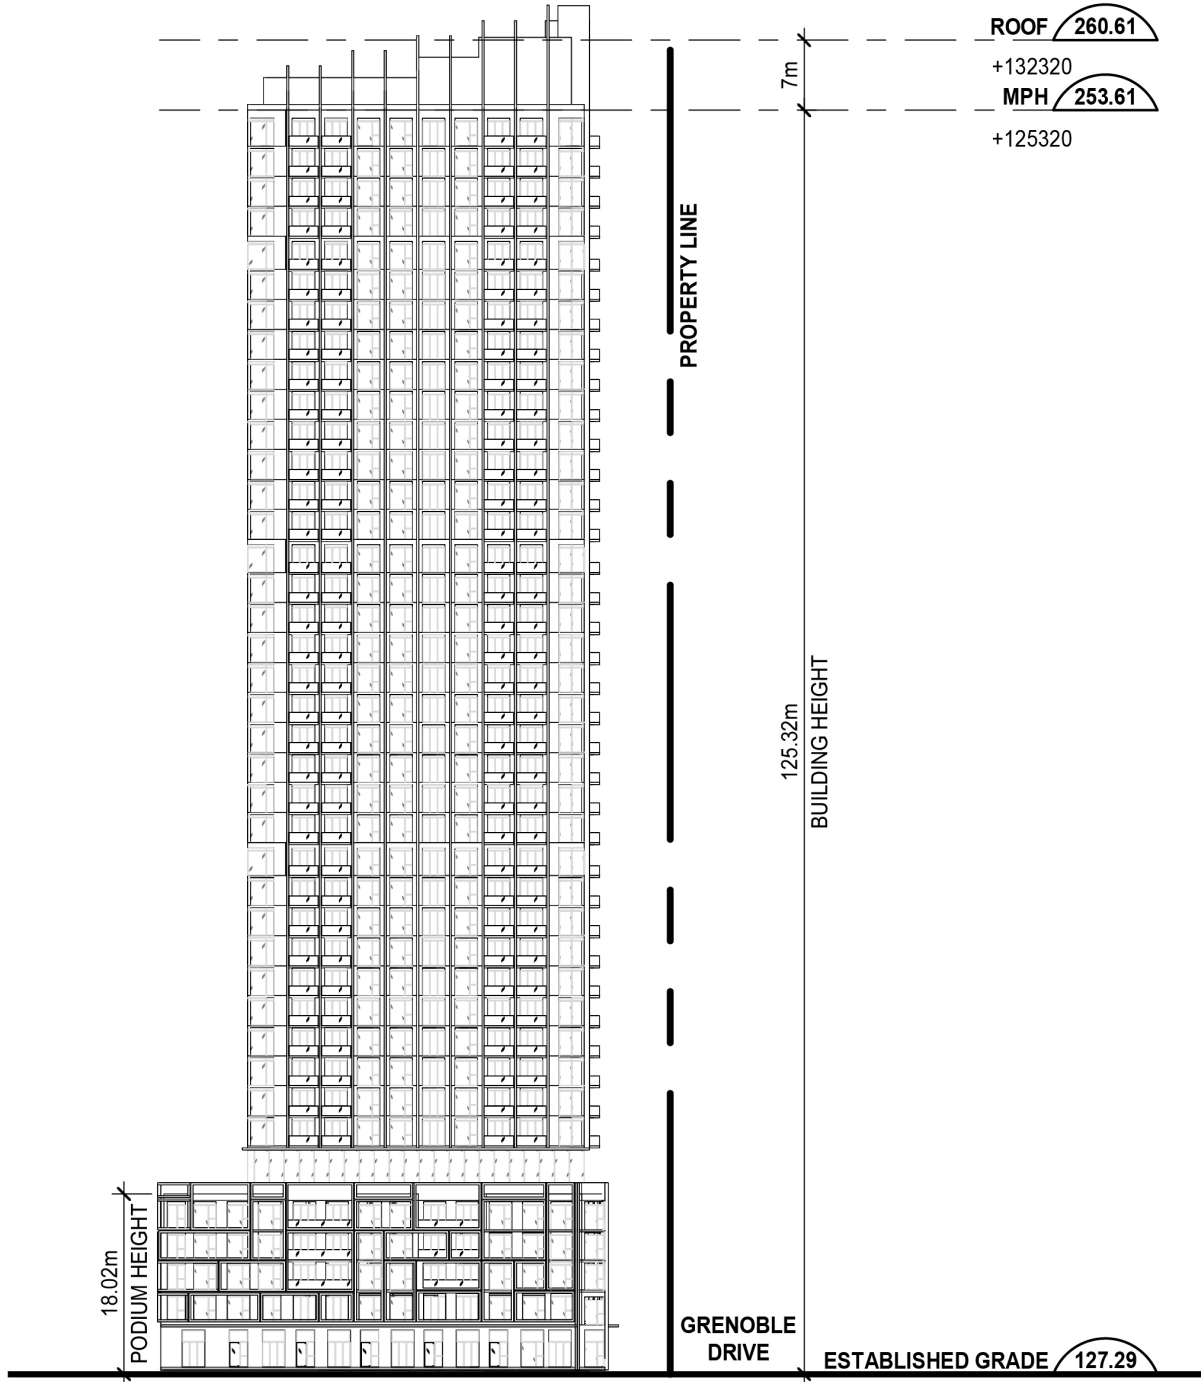 ROOF 260.61
+132320
7m
MPH 253.61
+125320
PROPERTY LINE
125.32m
BUILDING HEIGHT
18.02m
PODIUM HEIGHT
GRENOBLE
DRIVE
ESTABLISHED GRADE 127.29